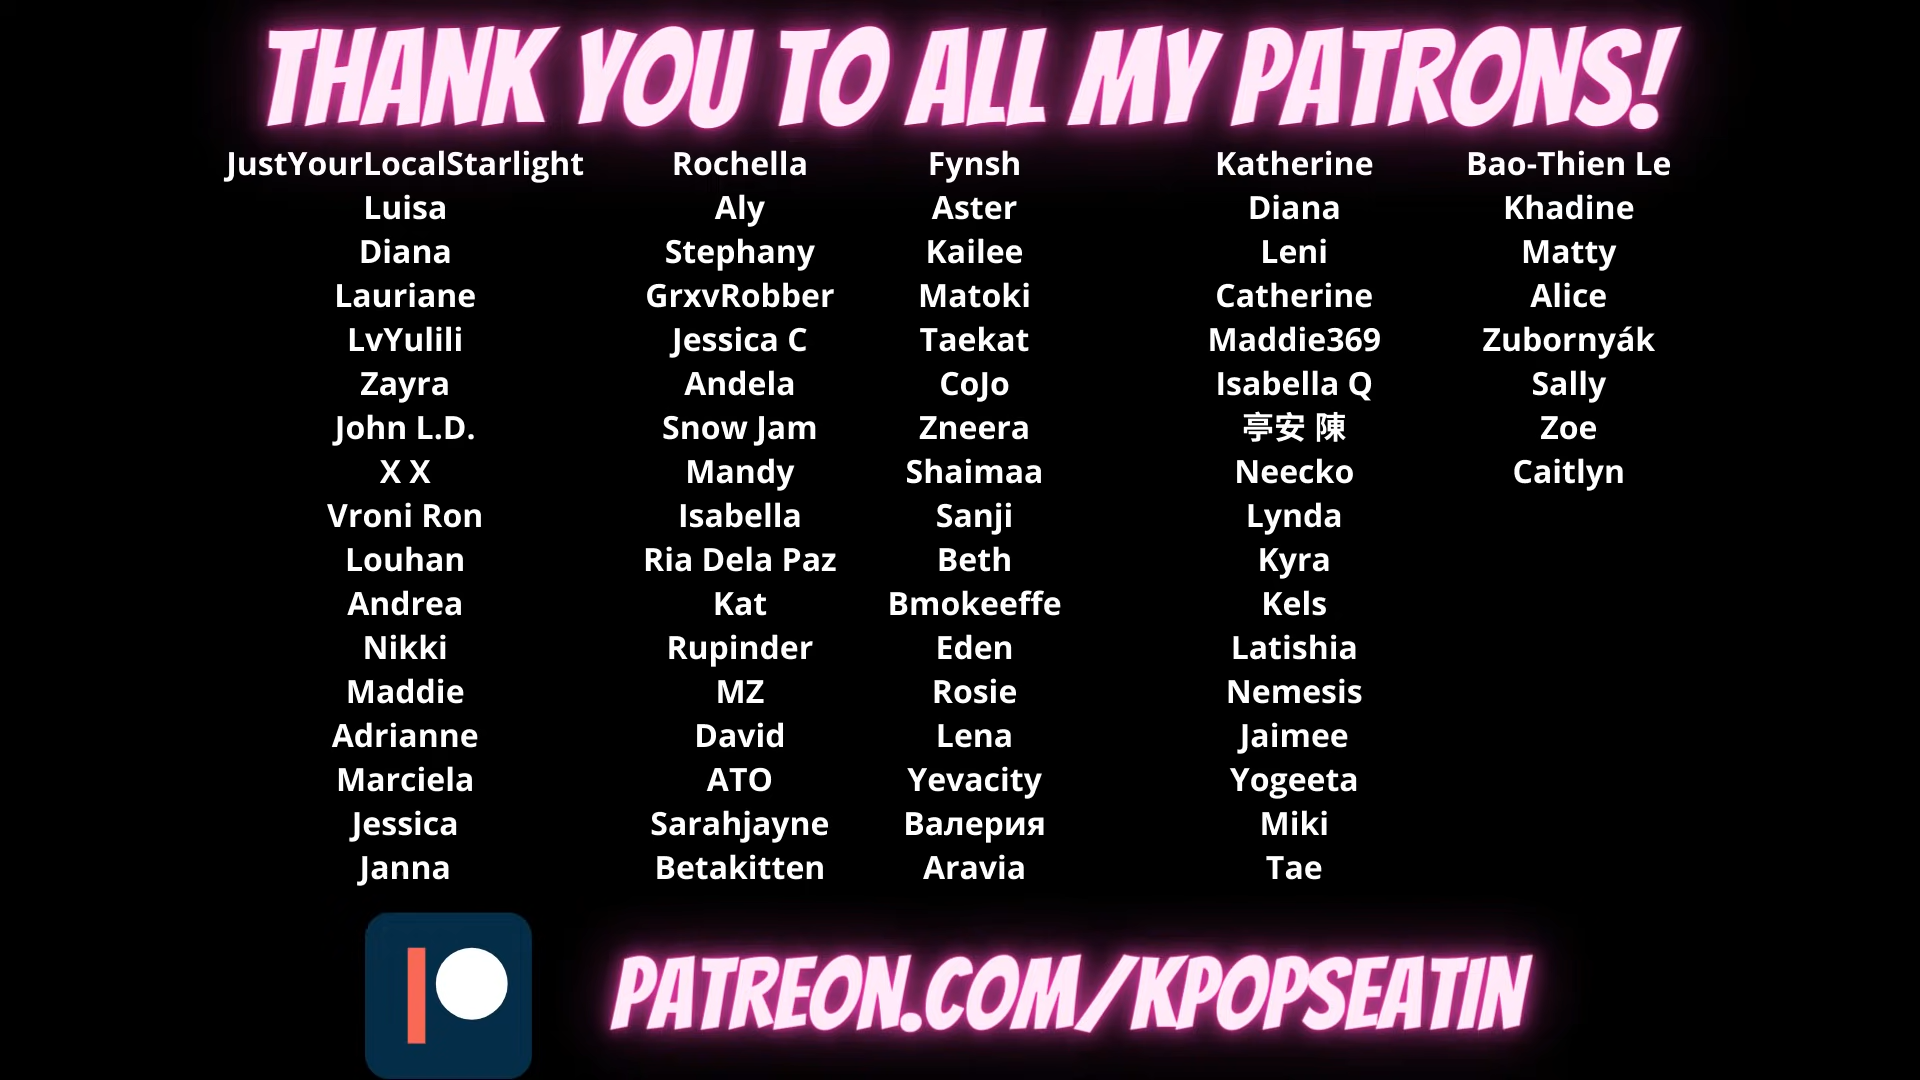 THANK YOU TO ALL MY PATRONS!
JustYourLocalStarlight
Luisa
Diana
Lauriane
LvYulili
Zayra
John L.D.
X X
Vroni Ron
Louhan
Andrea
Nikki
Maddie
Adrianne
Marciela
Jessica
Janna
Rochella
Aly
Stephany
GrxvRobber
Jessica C
Andela
Snow Jam
Mandy
Isabella
Ria Dela Paz
Kat
Rupinder
MZ
David
ATO
Sarahjayne
Betakitten
Fynsh
Aster
Kailee
Matoki
Taekat
CoJo
Zneera
Shaimaa
Sanji
Beth
Bmokeeffe
Eden
Rosie
Lena
Yevacity
Валерия
Aravia
Katherine
Diana
Leni
Catherine
Maddie369
Isabella Q
亭安 陳
Neecko
Lynda
Kyra
Kels
Latishia
Nemesis
Jaimee
Yogeeta
Miki
Tae
Bao-Thien Le
Khadine
Matty
Alice
Zubornyák
Sally
Zoe
Caitlyn
PATREON.COM/KPOPSEATIN